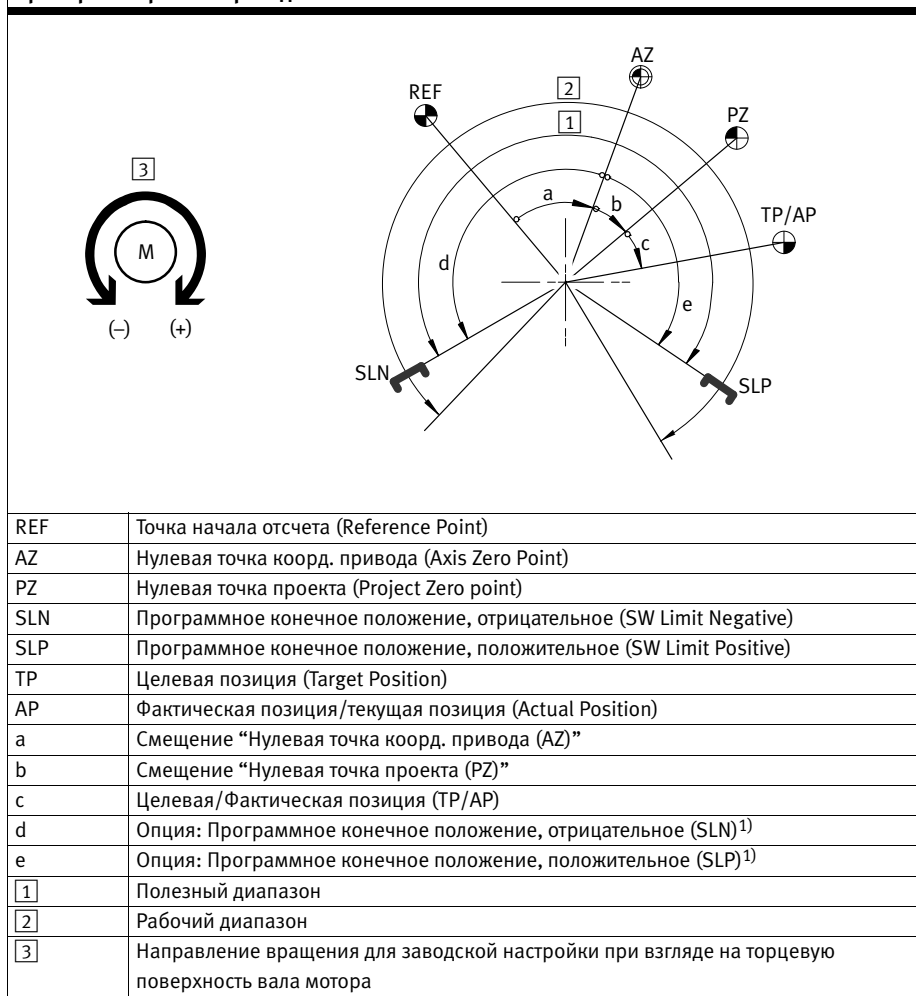 AZ
REF
2
PZ
1
3
a
b
TP/AP
M
c
d
e
(–)
(+)
SLN
SLP
REF Точка начала отсчета (Reference Point)
AZ Нулевая точка коорд. привода (Axis Zero Point)
PZ Нулевая точка проекта (Project Zero point)
SLN Программное конечное положение, отрицательное (SW Limit Negative)
SLP Программное конечное положение, положительное (SW Limit Positive)
TP Целевая позиция (Target Position)
AP Фактическая позиция/текущая позиция (Actual Position)
a Смещение “Нулевая точка коорд. привода (AZ)”
b Смещение “Нулевая точка проекта (PZ)”
c Целевая/Фактическая позиция (TP/AP)
d Опция: Программное конечное положение, отрицательное (SLN)1)
e Опция: Программное конечное положение, положительное (SLP)1)
1 Полезный диапазон
2 Рабочий диапазон
3 Направление вращения для заводской настройки при взгляде на торцевую
поверхность вала мотора